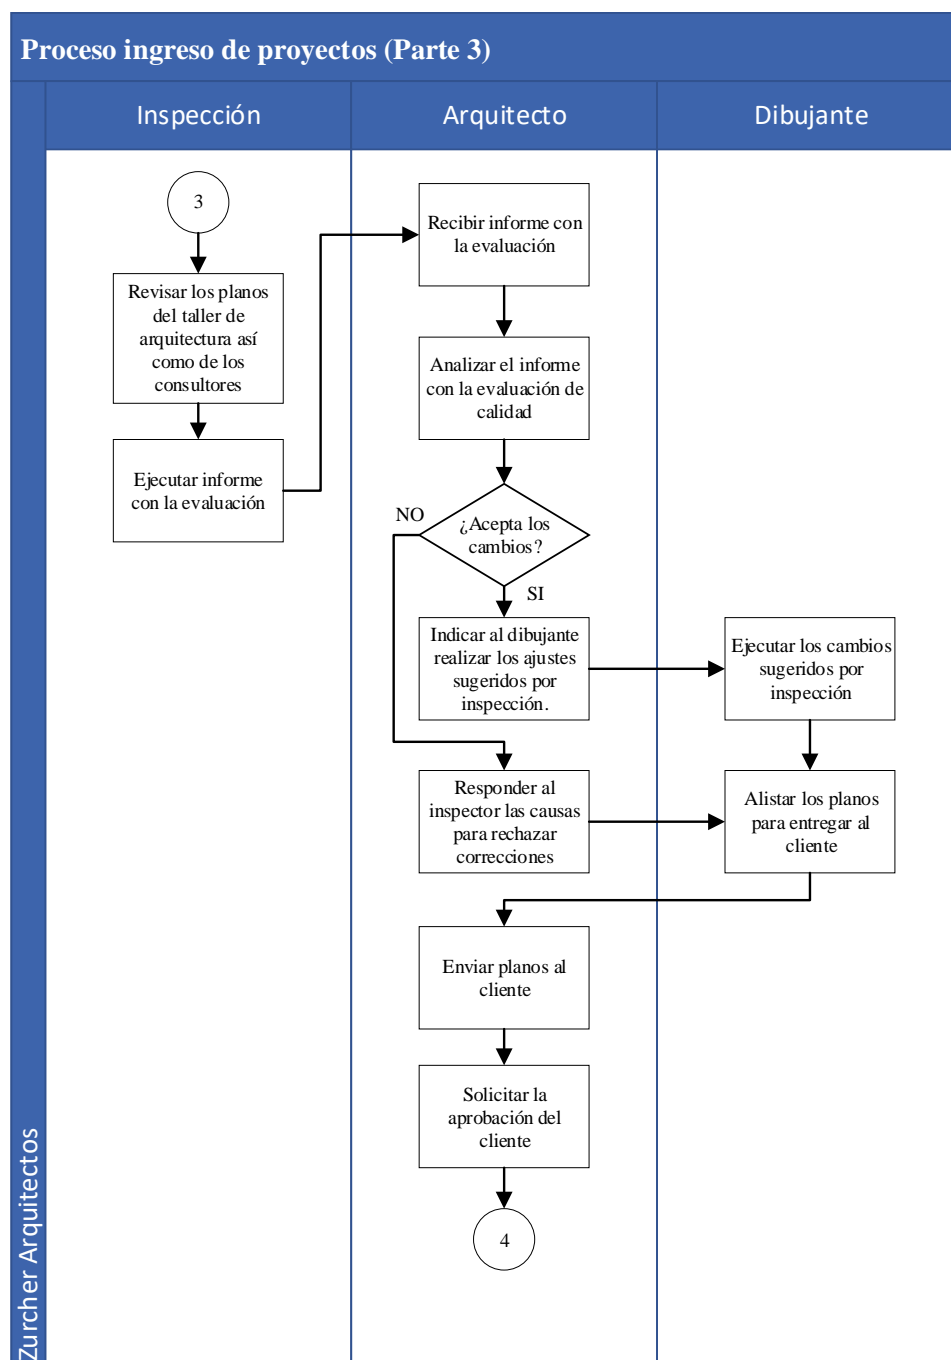 Proceso ingreso de proyectos (Parte 3)
Inspección
Arquitecto
Dibujante
3
Revisar los planos
del taller de
arquitectura así
como de los
consultores
Ejecutar informe
con la evaluación
Recibir informe con
la evaluación
Analizar el informe
con la evaluación de
calidad
¿Acepta los
cambios?
NO
SI
Indicar al dibujante
realizar los ajustes
sugeridos por
inspección.
Ejecutar los cambios
sugeridos por
inspección
Responder al
inspector las causas
para rechazar
correcciones
Alistar los planos
para entregar al
cliente
Enviar planos al
cliente
Solicitar la
aprobación del
cliente
4
Zurcher Arquitectos